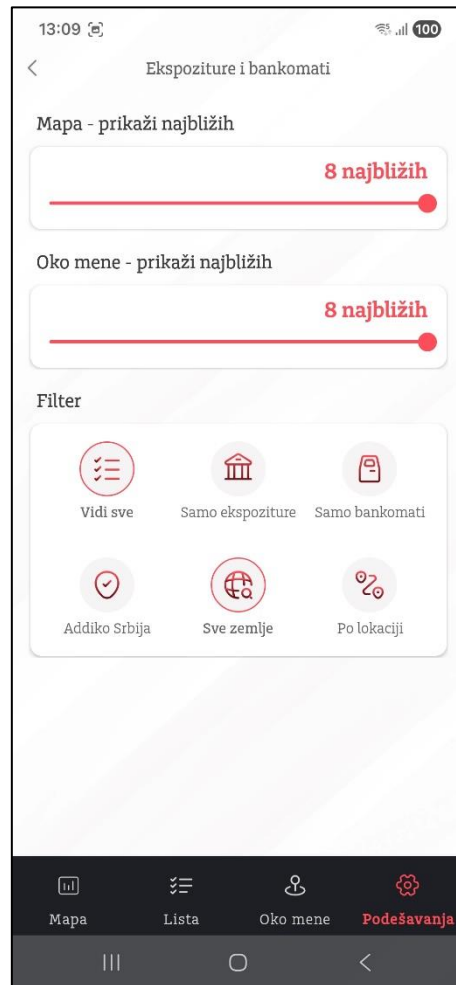 13:09
100
Ekspoziture i bankomati
Mapa - prikaži najbližih
8 najbližih
Oko mene - prikaži najbližih
8 najbližih
Filter
Vidi sve Samo ekspoziture Samo bankomati
Addiko Srbija Sve zemlje Po lokaciji
Mapa Lista Oko mene Podešavanja